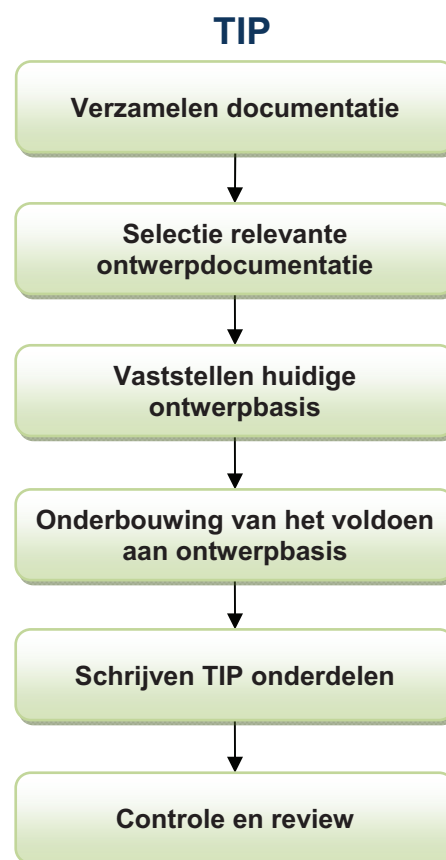 TIP
Verzamelen documentatie
Selectie relevante
ontwerpdocumentatie
Vaststellen huidige
ontwerpbasis
Onderbouwing van het voldoen
aan ontwerpbasis
Schrijven TIP onderdelen
Controle en review